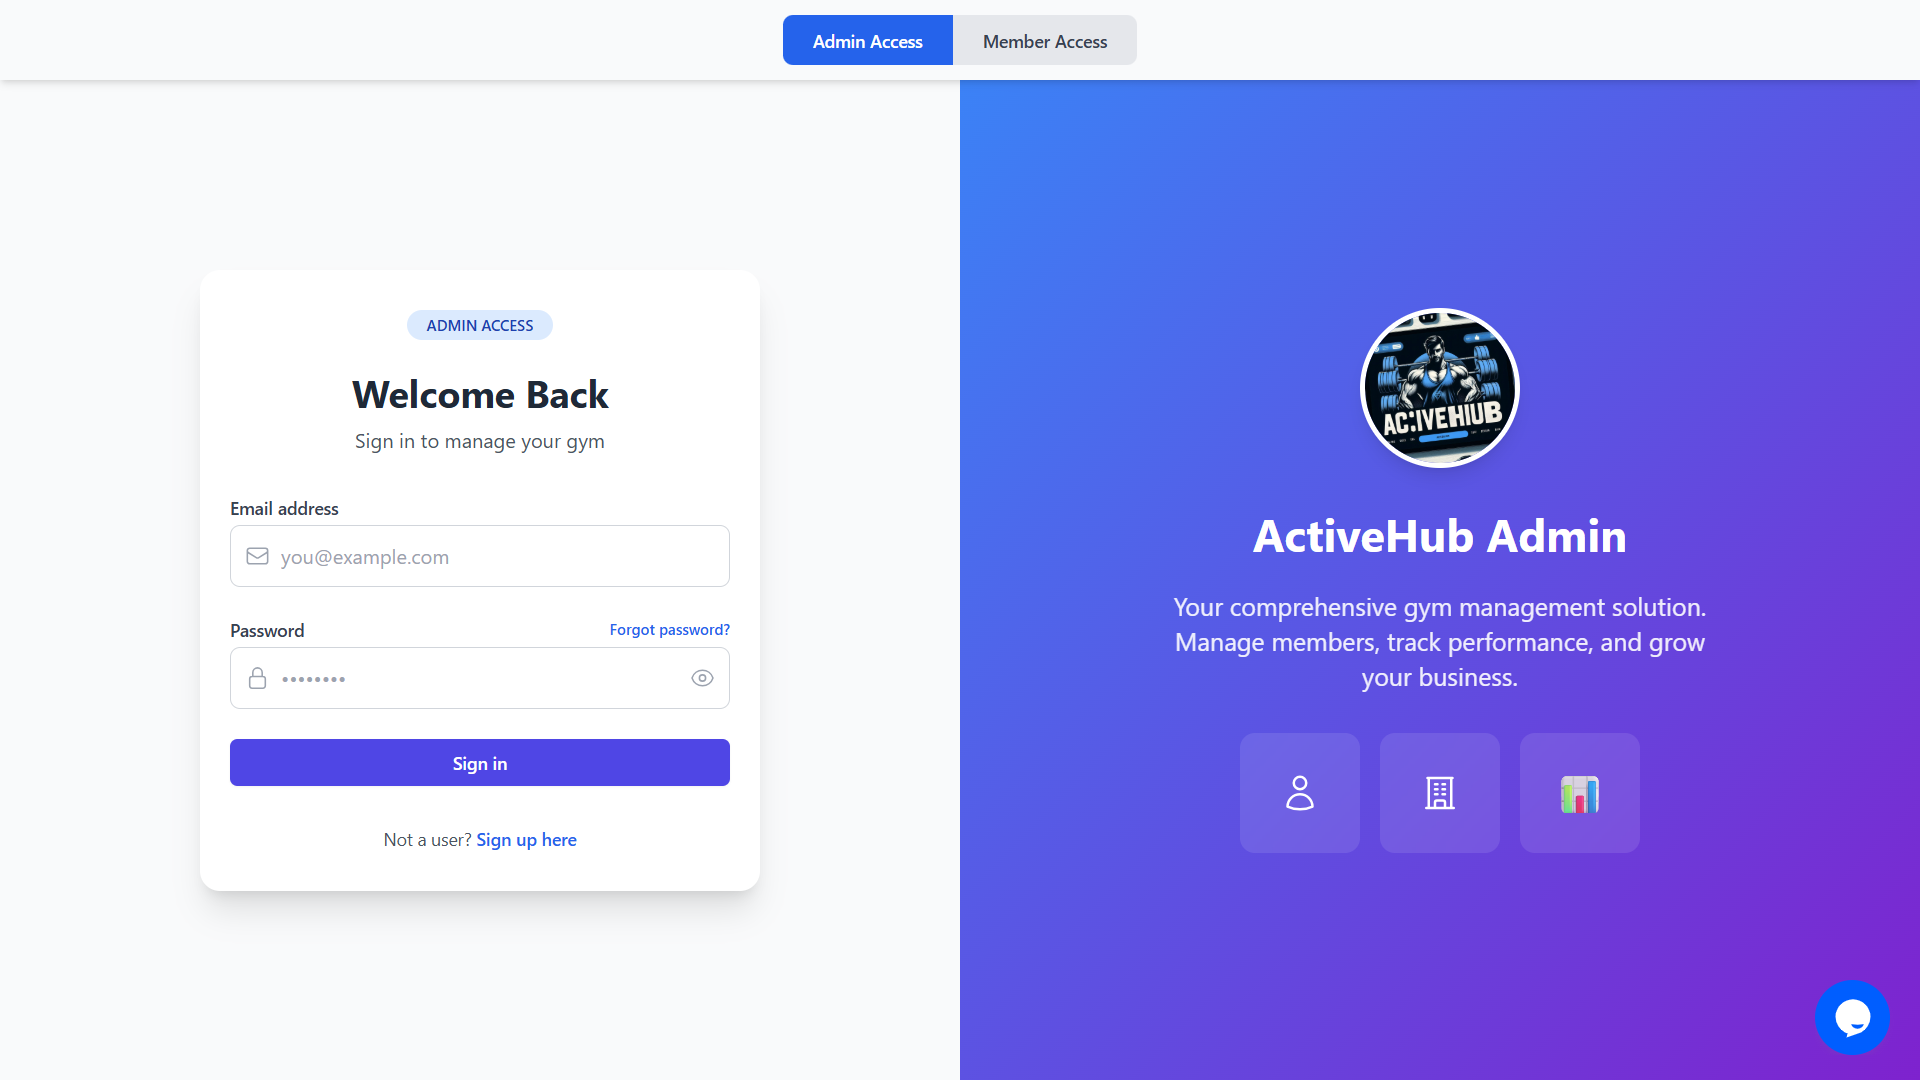 Admin Access
Member Access
ADMIN ACCESS
Welcome Back
Sign in to manage your gym
Email address
you@example.com
Password
Forgot password?
••••••••
Sign in
Not a user? Sign up here
AC:IVEHIUB
ActiveHub Admin
Your comprehensive gym management solution.
Manage members, track performance, and grow
your business.